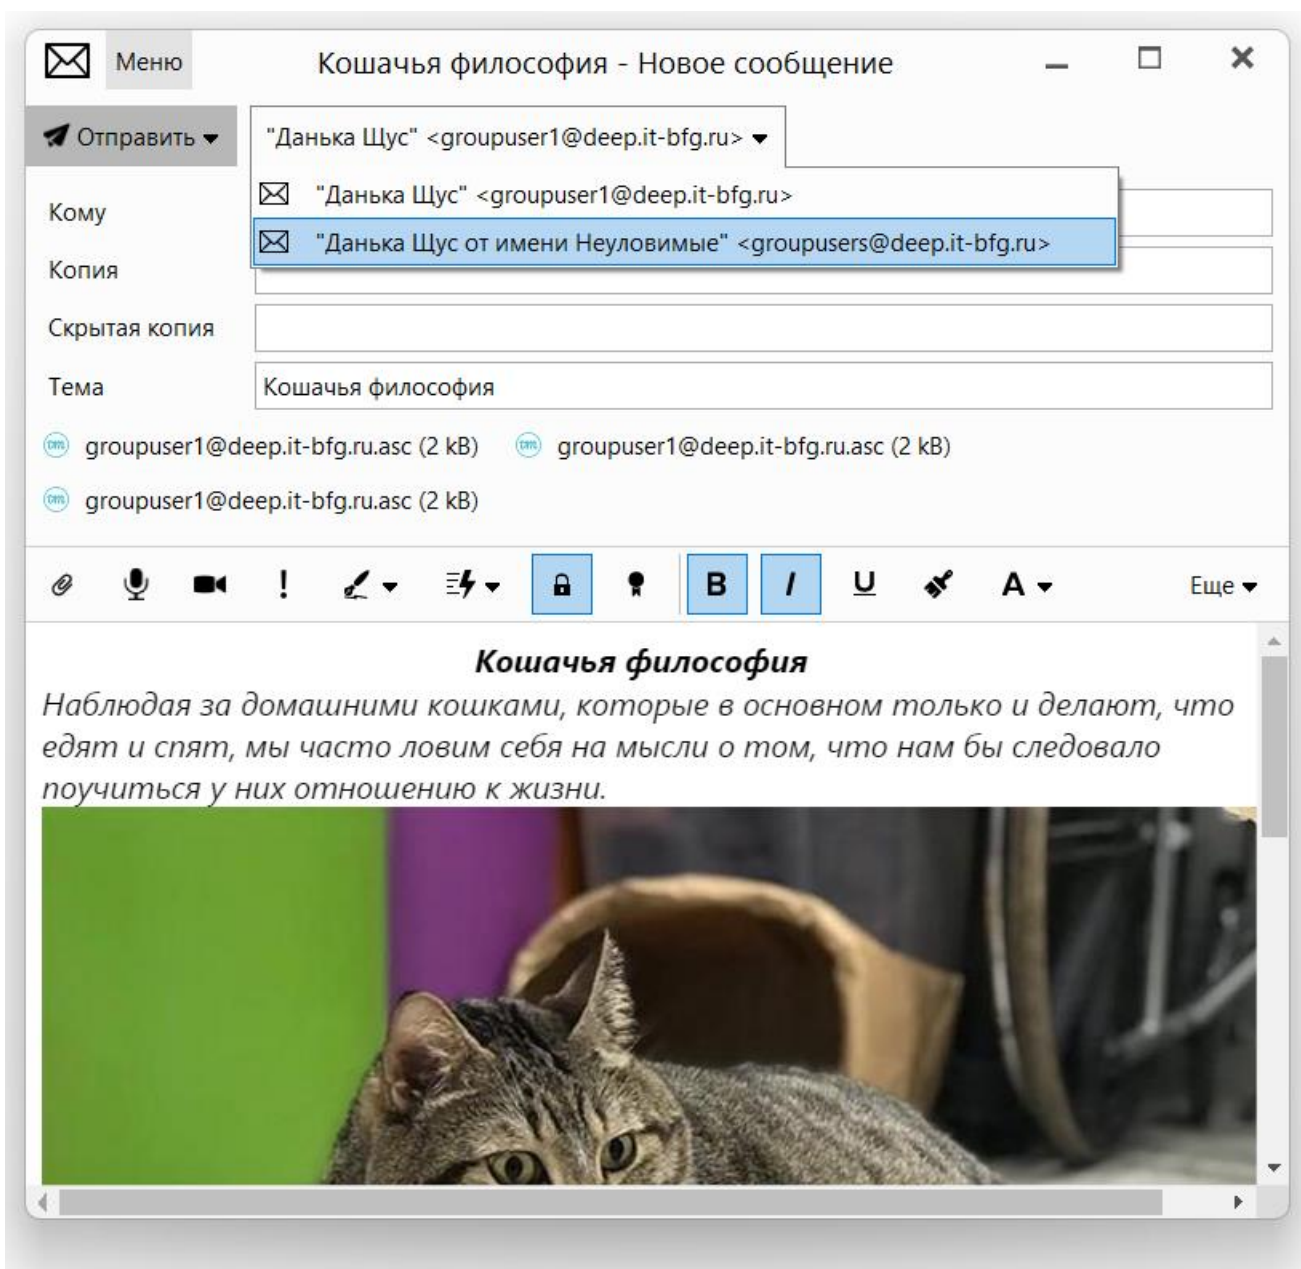 Меню Кошачья философия - Новое сообщение
Отправить "Данька Щус" <groupuser1@deep.it-bfg.ru>
"Данька Щус" <groupuser1@deep.it-bfg.ru>
Кому
"Данька Щус от имени Неуловимые" <groupusers@deep.it-bfg.ru>
Копия
Скрытая копия
Тема Кошачья философия
groupuser1@deep.it-bfg.ru.asc (2 kB) groupuser1@deep.it-bfg.ru.asc (2 kB)
groupuser1@deep.it-bfg.ru.asc (2 kB)
B I U A Еще
Кошачья философия
Наблюдая за домашними кошками, которые в основном только и делают, что
едят и спят, мы часто ловим себя на мысли о том, что нам бы следовало
поучиться у них отношению к жизни.